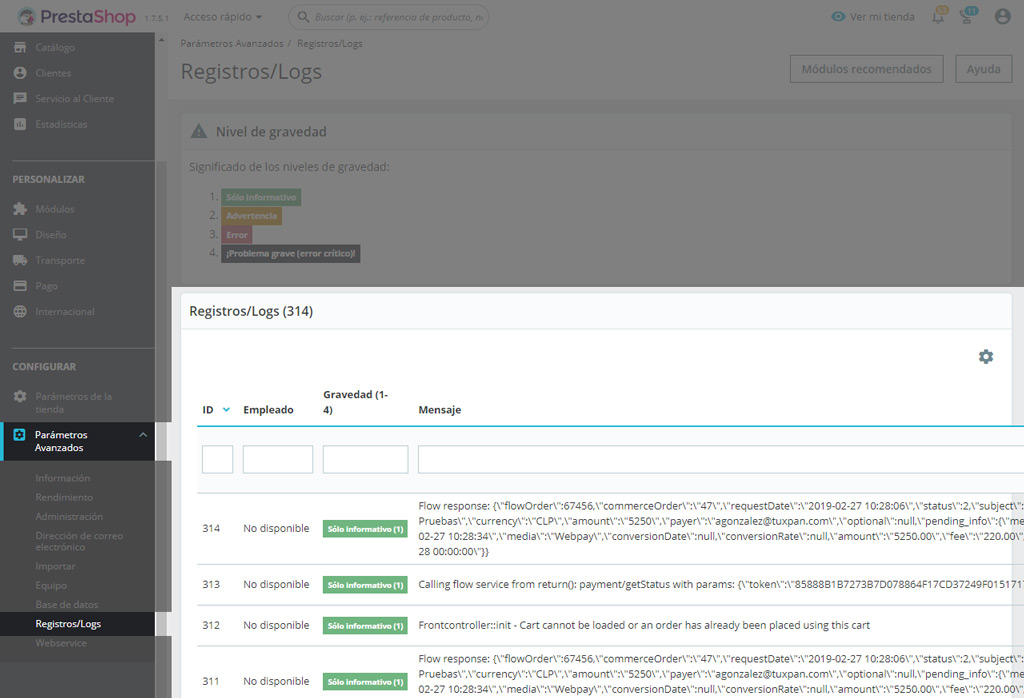 PrestaShop 1.7.5.1 Acceso rápido Buscar (p. ej.: referencia de producto, n Ver mi tienda 53 11
Catálogo
Clientes
Servicio al Cliente
Estadísticas
PERSONALIZAR
Módulos
Diseño
Transporte
Pago
Internacional
CONFIGURAR
Parámetros de la
tienda
Parámetros
Avanzados
Información
Rendimiento
Administración
Dirección de correo
electrónico
Importar
Equipo
Base de datos
Registros/Logs
Webservice
Parámetros Avanzados / Registros/Logs
Registros/Logs
Módulos recomendados Ayuda
Nivel de gravedad
Significado de los niveles de gravedad:
1. Sólo informativo
2. Advertencia
3. Error
4. ¡Problema grave (error crítico)!
Registros/Logs (314)
ID Empleado Gravedad (1-
4) Mensaje
314 No disponible Sólo informativo (1)
Flow response: {\"flowOrder\":67456,\"commerceOrder\":\"47\",\"requestDate\":\"2019-02-27 10:28:06\",\"status\":2,\"subject\":
Pruebas\",\"currency\":\"CLP\",\"amount\":\"5250\",\"payer\":\"agonzalez@tuxpan.com\",\"optional\":null,\"pending_info\":{\"me
02-27 10:28:34\",\"media\":\"Webpay\",\"conversionDate\":null,\"conversionRate\":null,\"amount\":\"5250.00\",\"fee\":\"220.00\",
28 00:00:00\"}}
313 No disponible Sólo informativo (1) Calling flow service from return(): payment/getStatus with params: {\"token\":\"85888B1B7273B7D078864F17CD37249F015171
312 No disponible Sólo informativo (1) Frontcontroller::init - Cart cannot be loaded or an order has already been placed using this cart
311 No disponible Sólo informativo (1)
Flow response: {\"flowOrder\":67456,\"commerceOrder\":\"47\",\"requestDate\":\"2019-02-27 10:28:06\",\"status\":2,\"subject\":
Pruebas\",\"currency\":\"CLP\",\"amount\":\"5250\",\"payer\":\"agonzalez@tuxpan.com\",\"optional\":null,\"pending_info\":{\"me
02-27 10:28:34\",\"media\":\"Webpay\",\"conversionDate\":null,\"conversionRate\":null,\"amount\":\"5250.00\",\"fee\":\"220.00\",